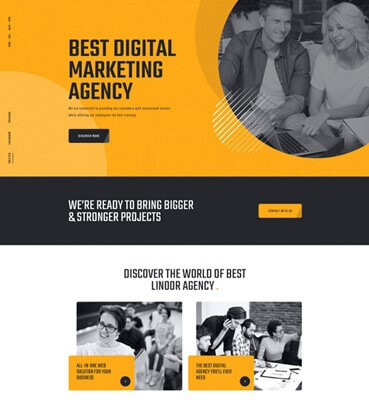 BEST DIGITAL
MARKETING
AGENCY
We are committed to providing our customers with exceptional service
while offering our employees the best training.
DISCOVER MORE
WE'RE READY TO BRING BIGGER
& STRONGER PROJECTS
CONTACT WITH US
DISCOVER THE WORLD OF BEST
LINOOR AGENCY .
ALL-IN-ONE WEB
SOLUTION FOR YOUR
BUSINESS
THE BEST DIGITAL
AGENCY YOU'LL EVER
NEED